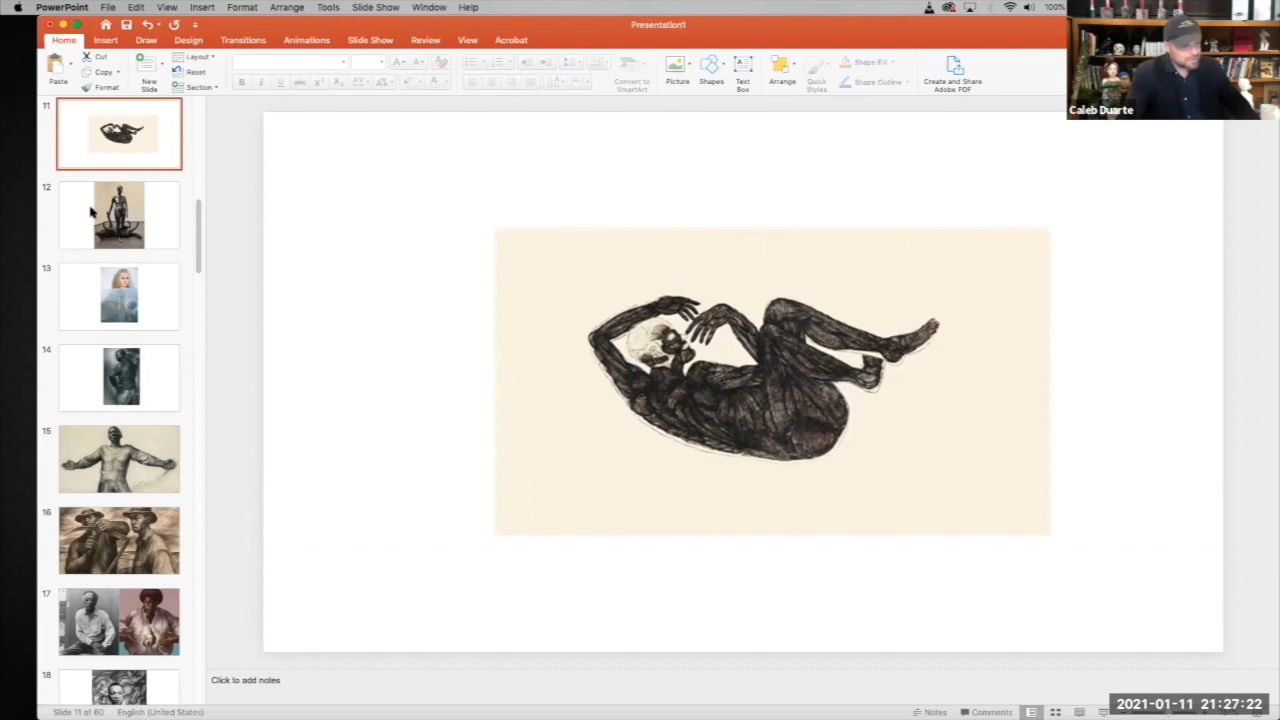 PowerPoint File Edit View Insert Format Arrange Tools Slide Show Window Help 100%
Presentation1
Home Insert Draw Design Transitions Animations Slide Show Review View Acrobat
Paste
Cut
Copy
Format
New Slide
Layout
Reset
Section
Convert to SmartArt
Picture
Shapes
Text Box
Arrange
Quick Styles
Shape Fill
Shape Outline
Create and Share Adobe PDF
Caleb Duarte
11
12
13
14
15
16
17
18
Click to add notes
Slide 11 of 60 English (United States) Notes Comments
2021-01-11 21:27:22